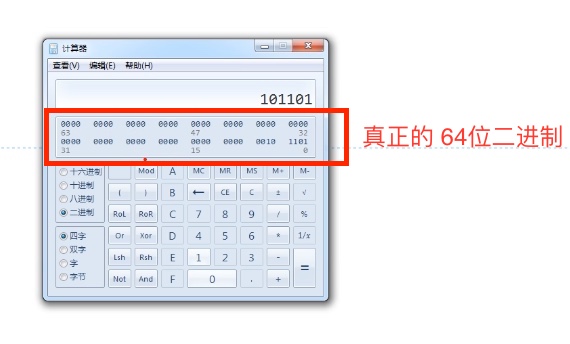 计算器
查看(V) 编辑(E) 帮助(H)
101101
0000 0000 0000 0000 0000 0000 0000 0000
63 47 32
0000 0000 0000 0000 0000 0000 0010 1101
31 15 0
真正的 64位二进制
十六进制 Mod A MC MR MS M+ M-
十进制 ( ) B ← CE C ± √
八进制
二进制 RoL RoR C 7 8 9 / %
四字 Or Xor D 4 5 6 * 1/x
双字
字 Lsh Rsh E 1 2 3 - =
字节 Not And F 0 . +